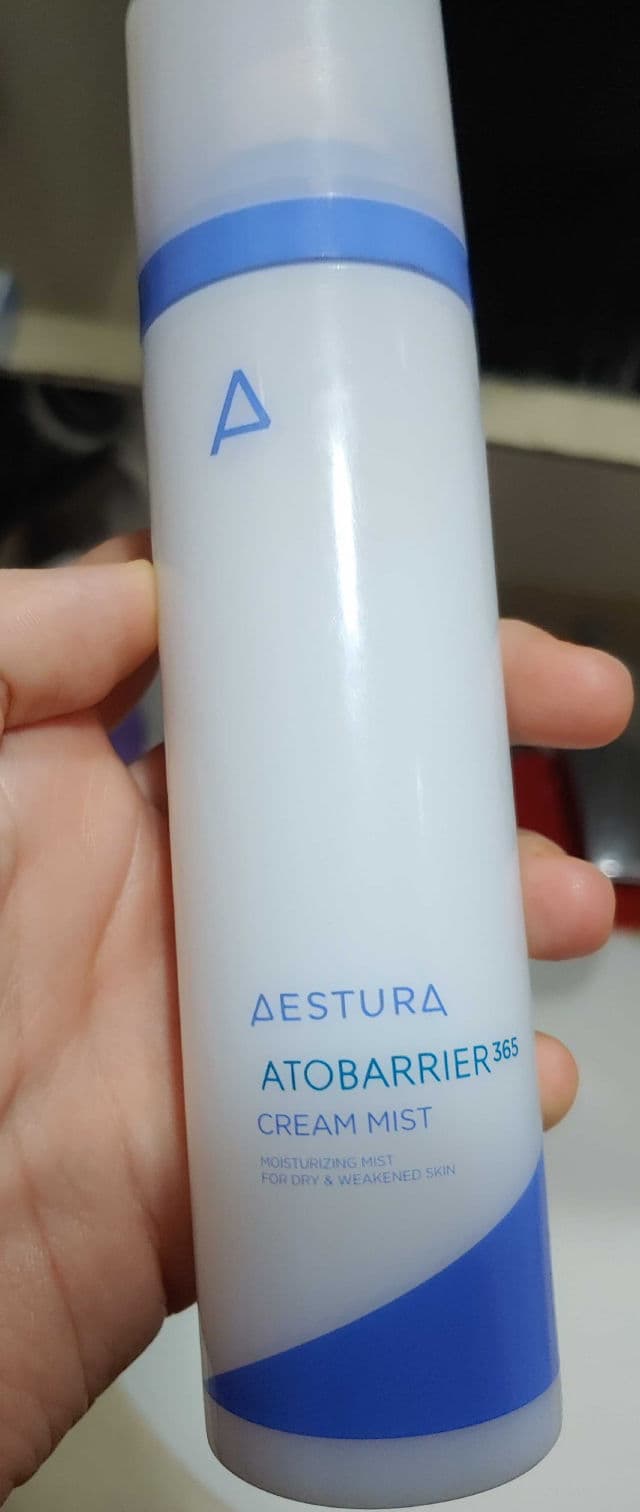 AESTURA
ATOBARRIER³⁶⁵
CREAM MIST
MOISTURIZING MIST
FOR DRY & WEAKENED SKIN